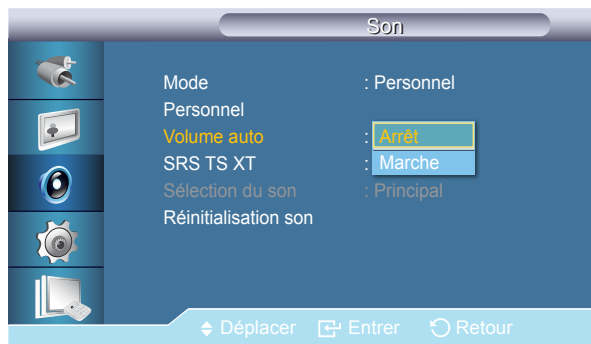 Son
Mode : Personnel
Personnel
Volume auto : Arrêt
SRS TS XT : Marche
Sélection du son : Principal
Réinitialisation son
Déplacer Entrer Retour